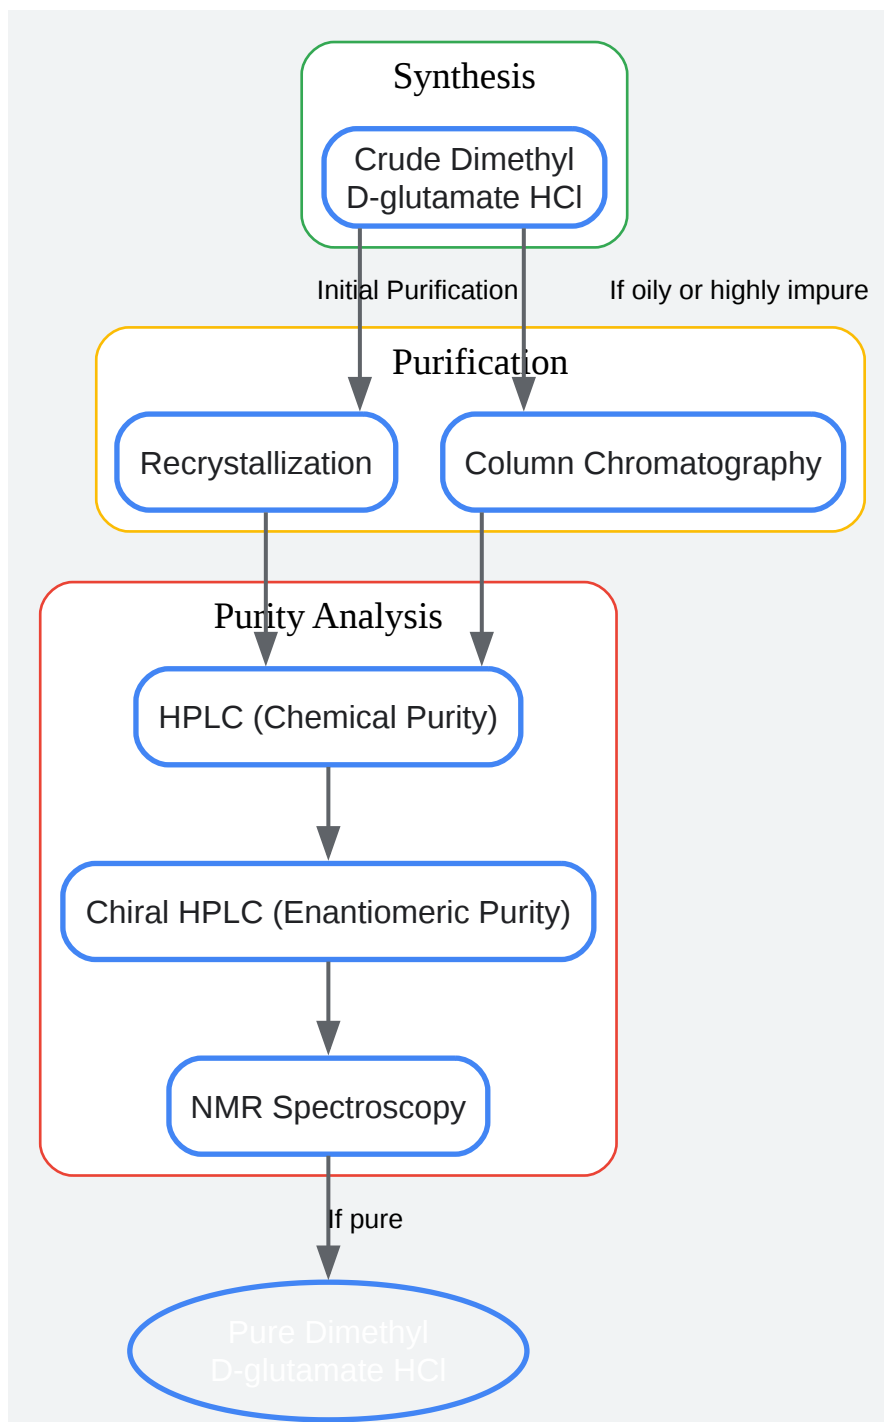 Synthesis
Crude Dimethyl
D-glutamate HCl
Initial Purification
If oily or highly impure
Purification
Recrystallization
Column Chromatography
Purity Analysis
HPLC (Chemical Purity)
Chiral HPLC (Enantiomeric Purity)
NMR Spectroscopy
If pure
Pure Dimethyl
D-glutamate HCl